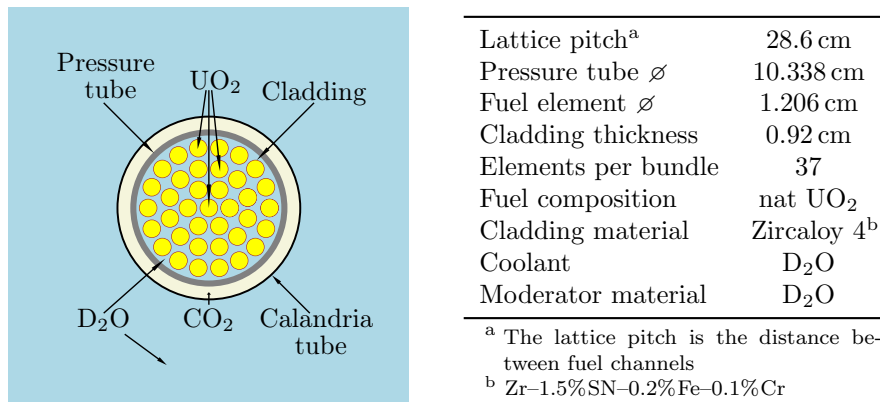 Pressure
tube
UO₂
Cladding
D₂O
CO₂
Calandria
tube
Lattice pitchᵃ 28.6 cm
Pressure tube ⌀ 10.338 cm
Fuel element ⌀ 1.206 cm
Cladding thickness 0.92 cm
Elements per bundle 37
Fuel composition nat UO₂
Cladding material Zircaloy 4ᵇ
Coolant D₂O
Moderator material D₂O
ᵃ The lattice pitch is the distance be-
tween fuel channels
ᵇ Zr–1.5%SN–0.2%Fe–0.1%Cr